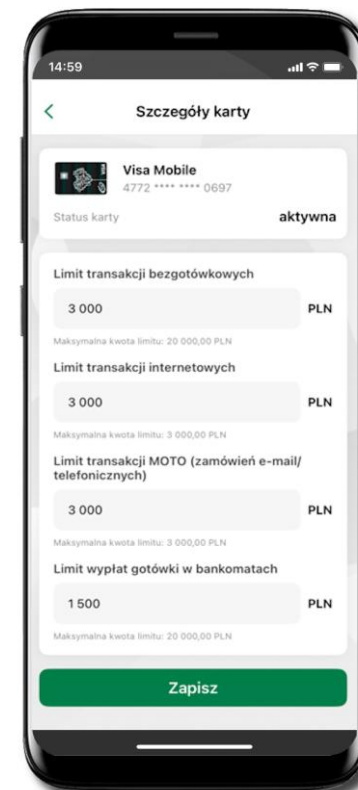 14:59
Szczegóły karty
Visa Mobile
4772 **** **** 0697
Status karty
aktywna
Limit transakcji bezgotówkowych
3 000 PLN
Maksymalna kwota limitu: 20 000,00 PLN
Limit transakcji internetowych
3 000 PLN
Maksymalna kwota limitu: 3 000,00 PLN
Limit transakcji MOTO (zamówień e-mail/
telefonicznych)
3 000 PLN
Maksymalna kwota limitu: 3 000,00 PLN
Limit wypłat gotówki w bankomatach
1 500 PLN
Maksymalna kwota limitu: 20 000,00 PLN
Zapisz